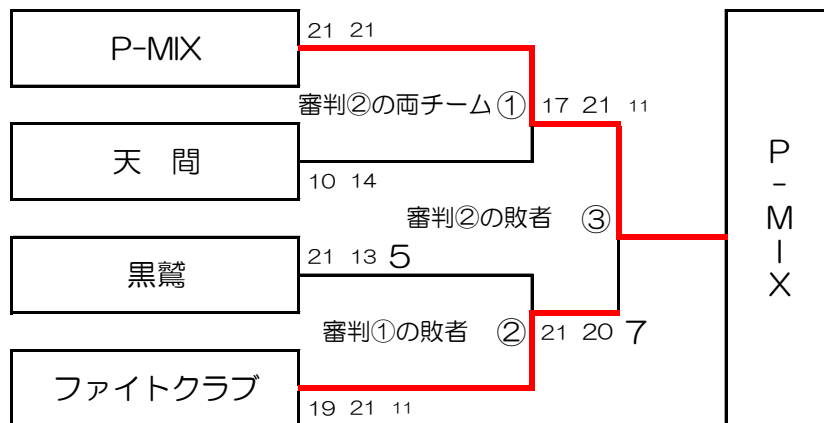 21 21
P-MIX
審判②の両チーム ① 17 21 11
天 間
10 14
審判②の敗者 ③
21 13 5
黒鷲
審判①の敗者 ② 21 20 7
ファイトクラブ
19 21 11
P-MIX